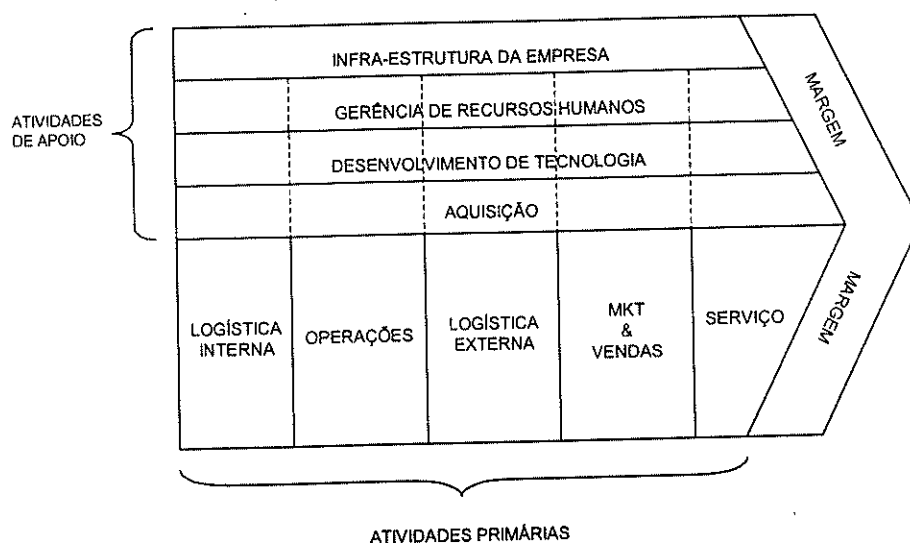 INFRA-ESTRUTURA DA EMPRESA
ATIVIDADES
DE APOIO
GERÊNCIA DE RECURSOS HUMANOS
DESENVOLVIMENTO DE TECNOLOGIA
AQUISIÇÃO
MARGEM
LOGÍSTICA
INTERNA
OPERAÇÕES
LOGÍSTICA
EXTERNA
MKT
&
VENDAS
SERVIÇO
MARGEM
ATIVIDADES PRIMÁRIAS